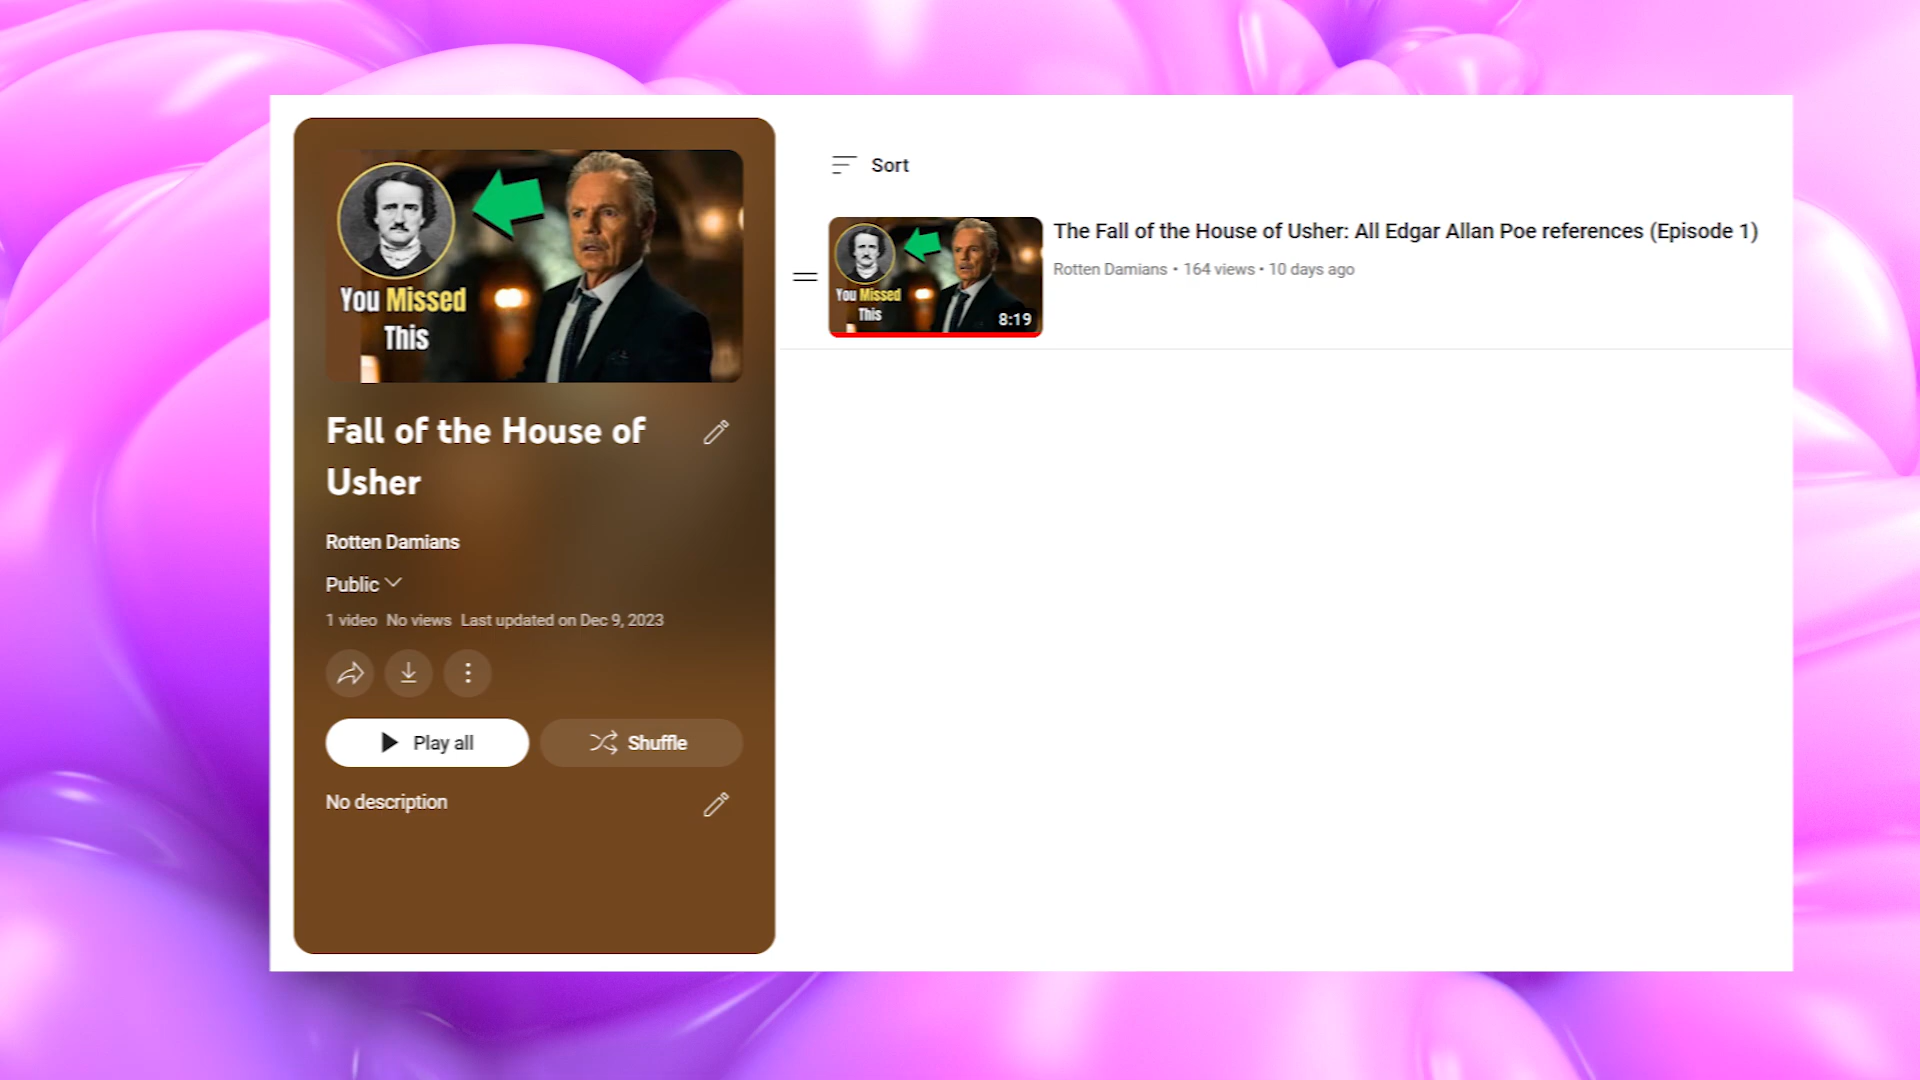 You Missed
This
Fall of the House of
Usher
Rotten Damians
Public
1 video No views Last updated on Dec 9, 2023
Play all
Shuffle
No description
Sort
You Missed
This
8:19
The Fall of the House of Usher: All Edgar Allan Poe references (Episode 1)
Rotten Damians • 164 views • 10 days ago